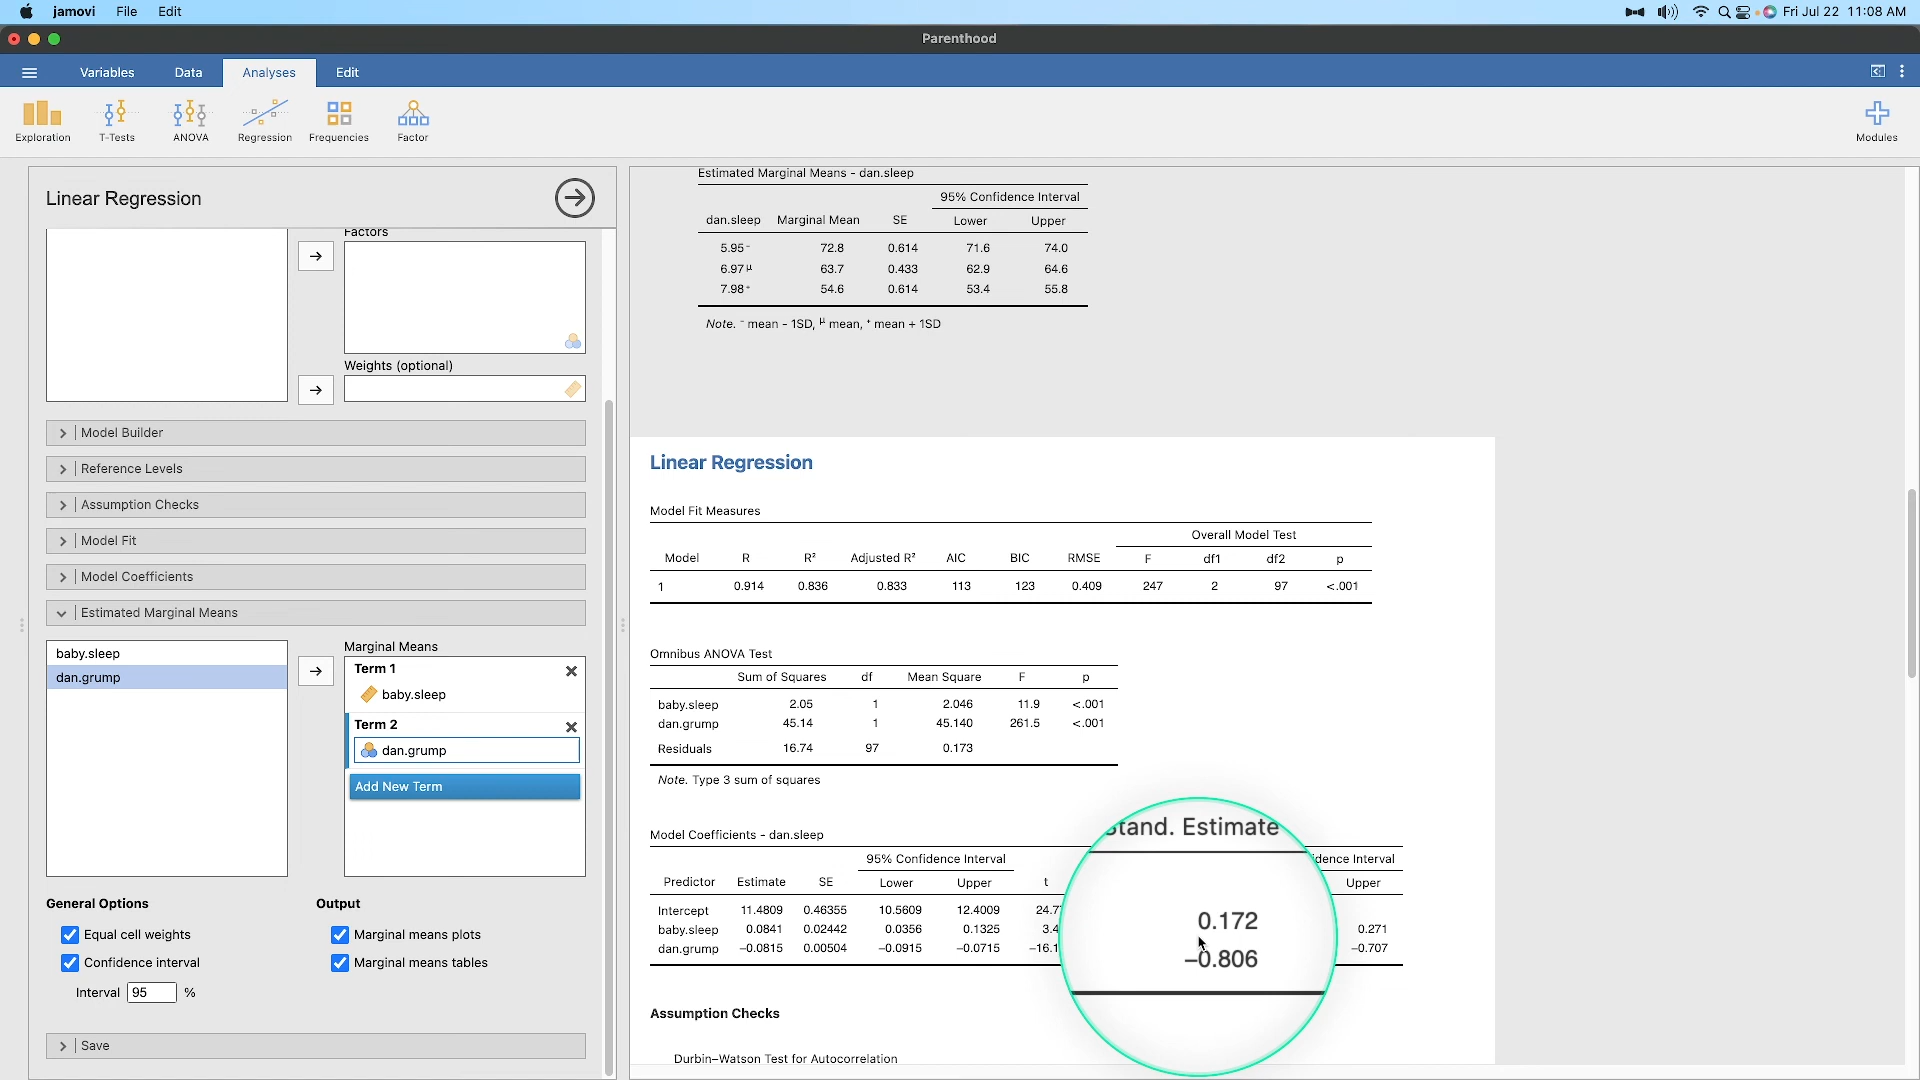 jamovi File Edit
Fri Jul 22 11:08 AM
Parenthood
Variables Data Analyses Edit
Exploration T-Tests ANOVA Regression Frequencies Factor Modules
Linear Regression
Factors
Weights (optional)
Model Builder
Reference Levels
Assumption Checks
Model Fit
Model Coefficients
Estimated Marginal Means
baby.sleep
dan.grump
Marginal Means
Term 1
baby.sleep
Term 2
dan.grump
Add New Term
General Options
Equal cell weights
Confidence interval
Interval 95 %
Output
Marginal means plots
Marginal means tables
Save
Estimated Marginal Means - dan.sleep
95% Confidence Interval
dan.sleep Marginal Mean SE Lower Upper
5.95⁻ 72.8 0.614 71.6 74.0
6.97 μ 63.7 0.433 62.9 64.6
7.98⁺ 54.6 0.614 53.4 55.8
Note. ⁻ mean - 1SD, μ mean, ⁺ mean + 1SD
Linear Regression
Model Fit Measures
Overall Model Test
Model R R² Adjusted R² AIC BIC RMSE F df1 df2 p
1 0.914 0.836 0.833 113 123 0.409 247 2 97 <.001
Omnibus ANOVA Test
Sum of Squares df Mean Square F p
baby.sleep 2.05 1 2.046 11.9 <.001
dan.grump 45.14 1 45.140 261.5 <.001
Residuals 16.74 97 0.173
Note. Type 3 sum of squares
Model Coefficients - dan.sleep
95% Confidence Interval
Predictor Estimate SE Lower Upper t Stand. Estimate Upper
Intercept 11.4809 0.46355 10.5609 12.4009
baby.sleep 0.0841 0.02442 0.0356 0.1325 0.172 0.271
dan.grump −0.0815 0.00504 −0.0915 −0.0715 −0.806 −0.707
Assumption Checks
Durbin–Watson Test for Autocorrelation